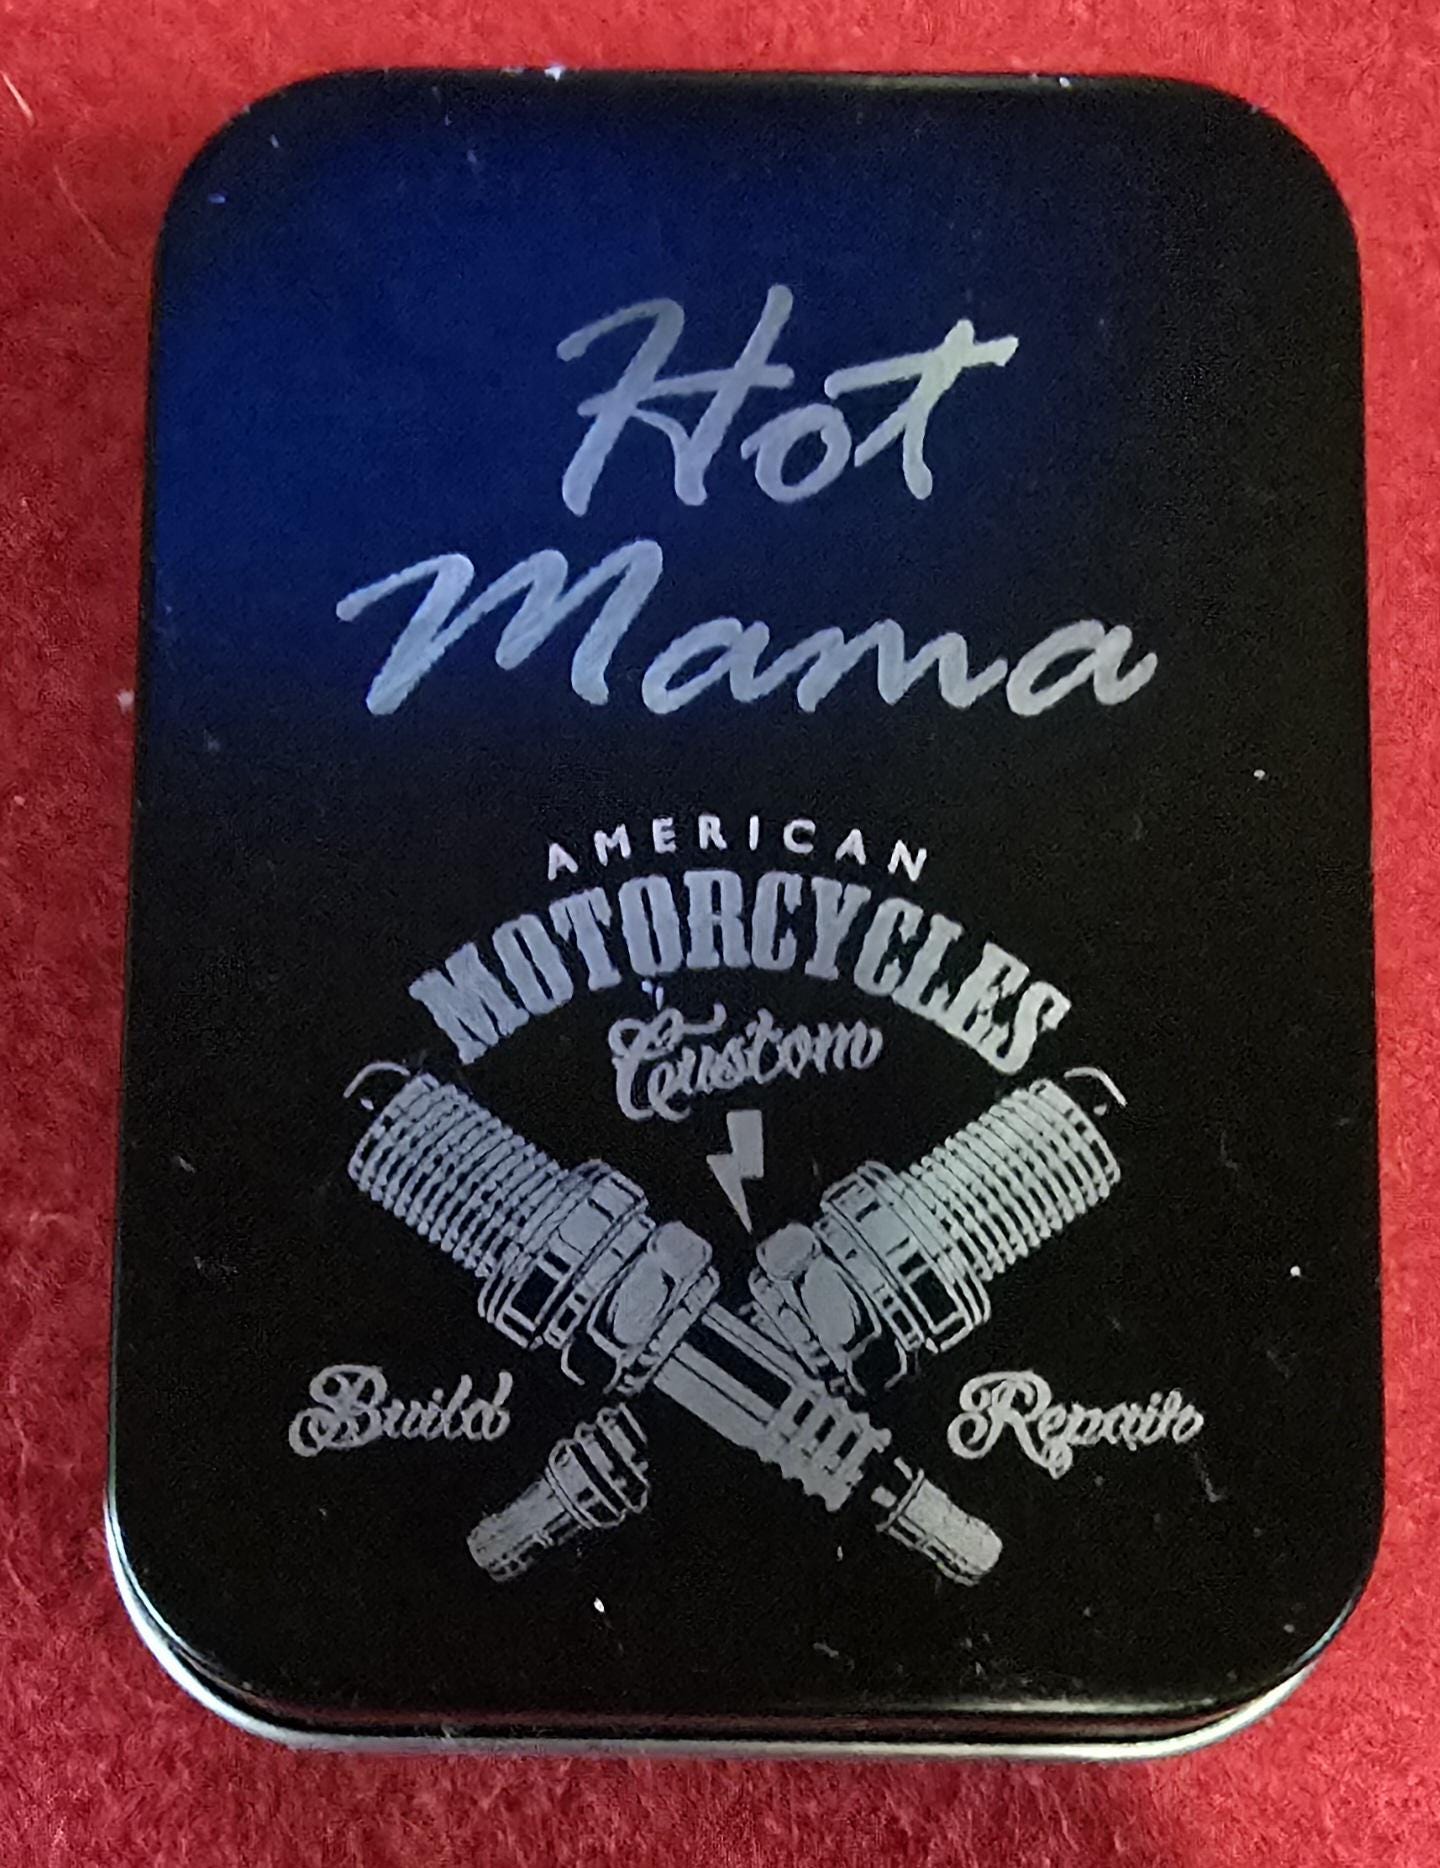 Hot
Mama
AMERICAN
MOTORCYCLES
Custom
Build
Repair